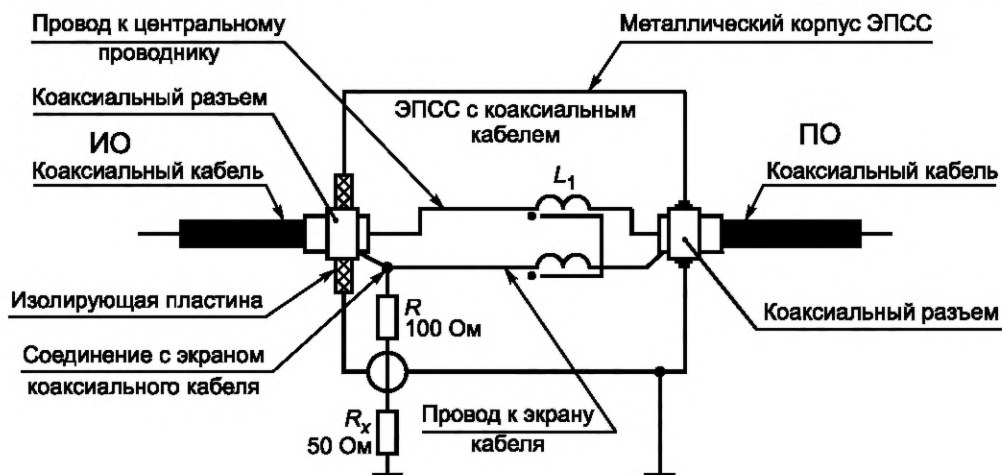 Провод к центральному
проводнику
Металлический корпус ЭПСС
Коаксиальный разъем
ЭПСС с коаксиальным
кабелем
ИО
ПО
Коаксиальный кабель
L1
Коаксиальный кабель
Изолирующая пластина
R
100 Ом
Коаксиальный разъем
Соединение с экраном
коаксиального кабеля
Rx
50 Ом
Провод к экрану
кабеля